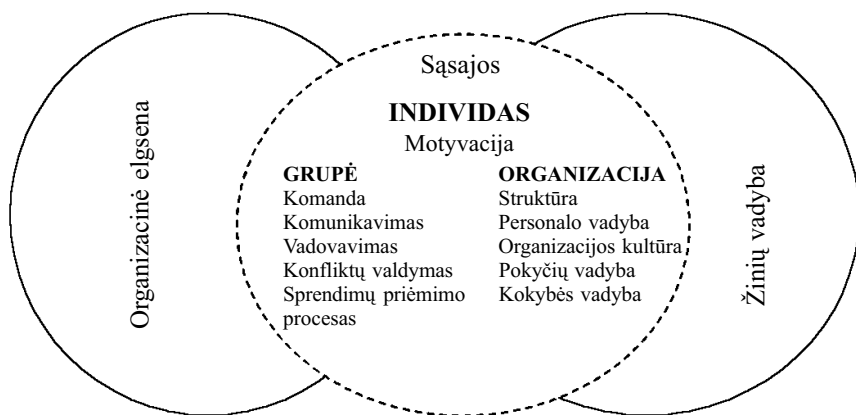 Organizacinė elgsena
Sąsajos
INDIVIDAS
Motyvacija
GRUPĖ
Komanda
Komunikavimas
Vadovavimas
Konfliktų valdymas
Sprendimų priėmimo
procesas
ORGANIZACIJA
Struktūra
Personalo vadyba
Organizacijos kultūra
Pokyčių vadyba
Kokybės vadyba
Žinių vadyba